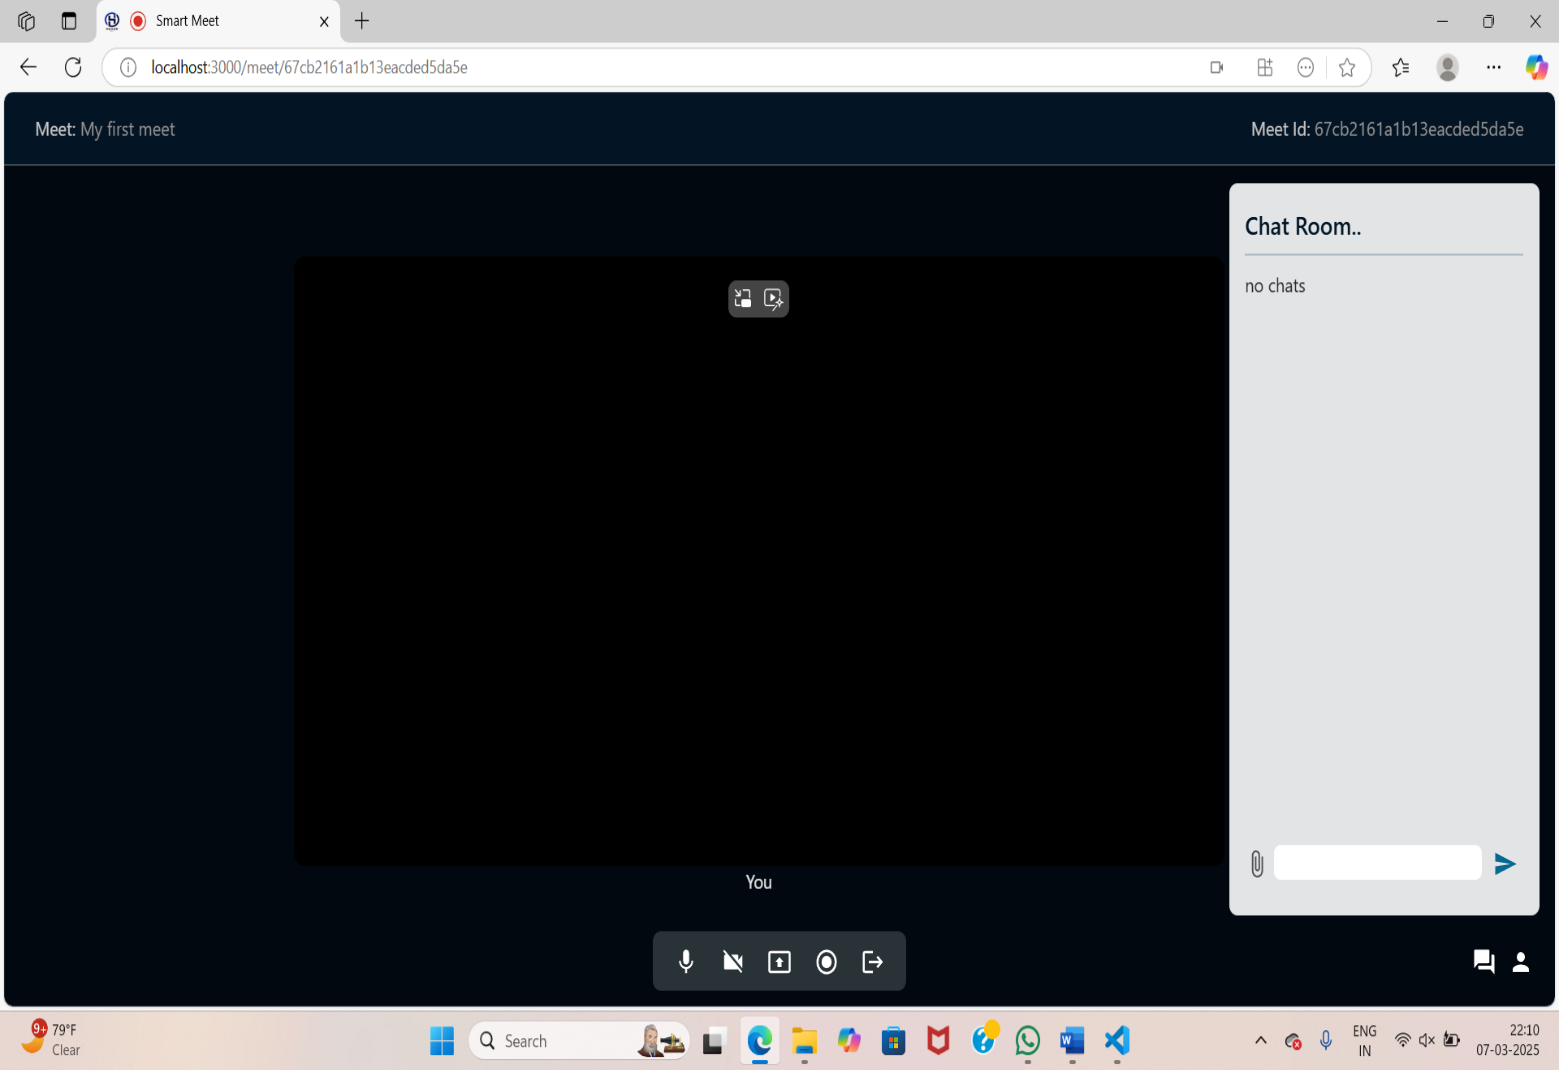 Smart Meet
localhost:3000/meet/67cb2161a1b13eacded5da5e
Meet: My first meet
Meet Id: 67cb2161a1b13eacded5da5e
Chat Room..
no chats
You
9+
79°F
Clear
Search
W
?
ENG
IN
22:10
07-03-2025